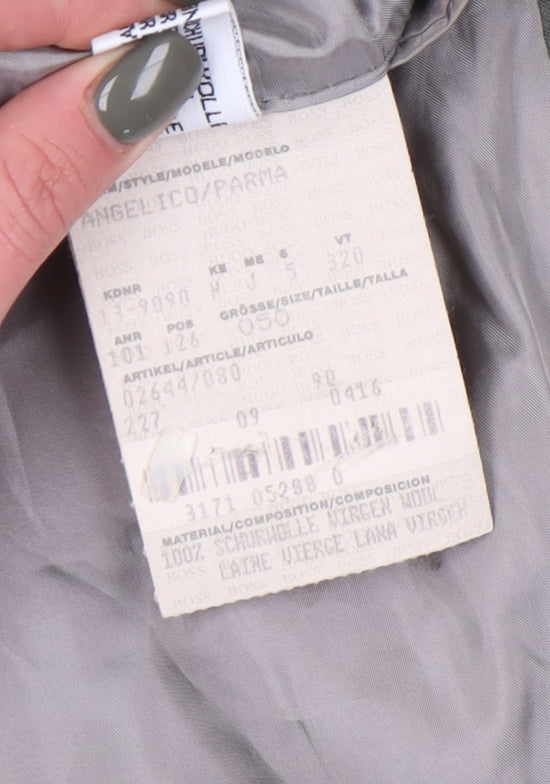 /STYLE/MODELE/MODELO
ANGELICO/PARMA
KDNR KE ME 6 VT
13-9090 N J 5 320
ANR POS GRÖSSE/SIZE/TAILLE/TALLA
101 126 050
ARTIKEL/ARTICLE/ARTICULO
02644/080 90
227 09 0416
3171 05288 0
MATERIAL/COMPOSITION/COMPOSICION
100% SCHURWOLLE VIRGEN WOOL
LAINE VIERGE LANA VIRGEN